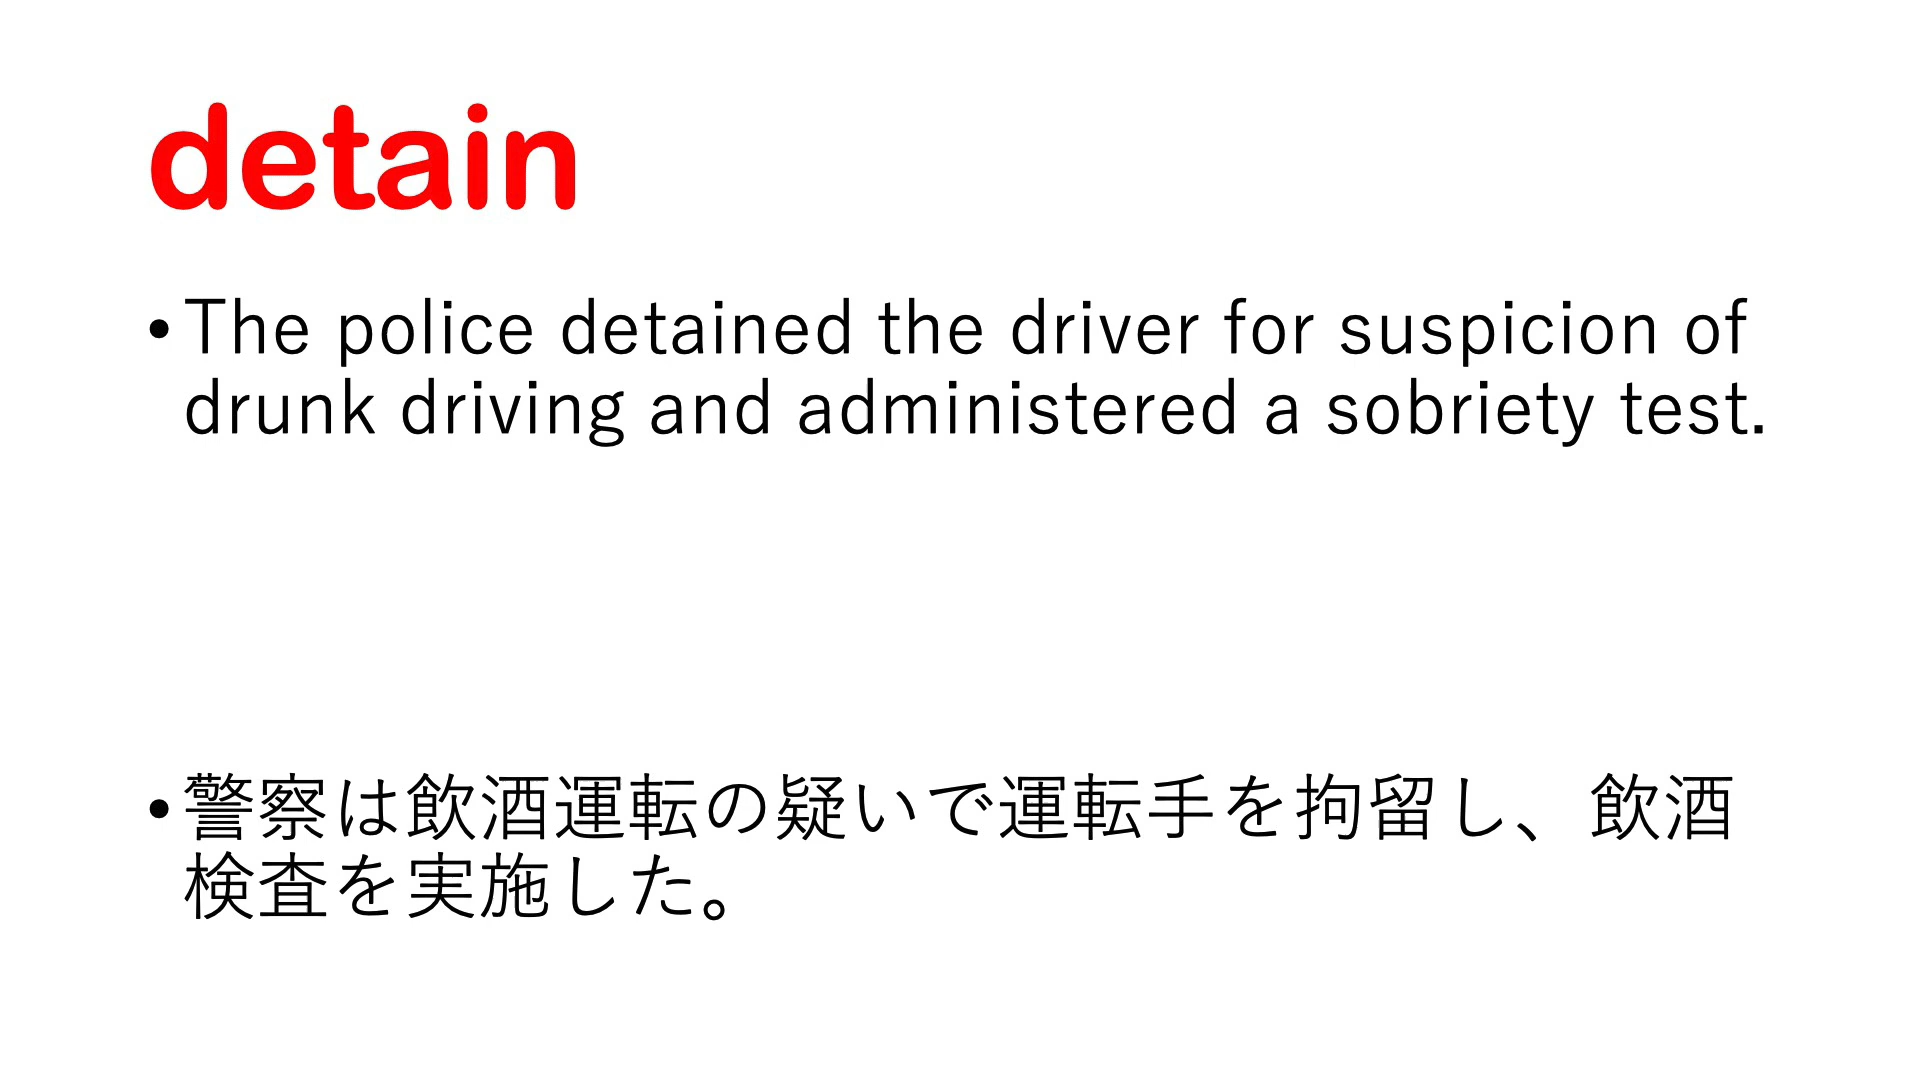 detain
• The police detained the driver for suspicion of
drunk driving and administered a sobriety test.
• 警察は飲酒運転の疑いで運転手を拘留し、飲酒
検査を実施した。